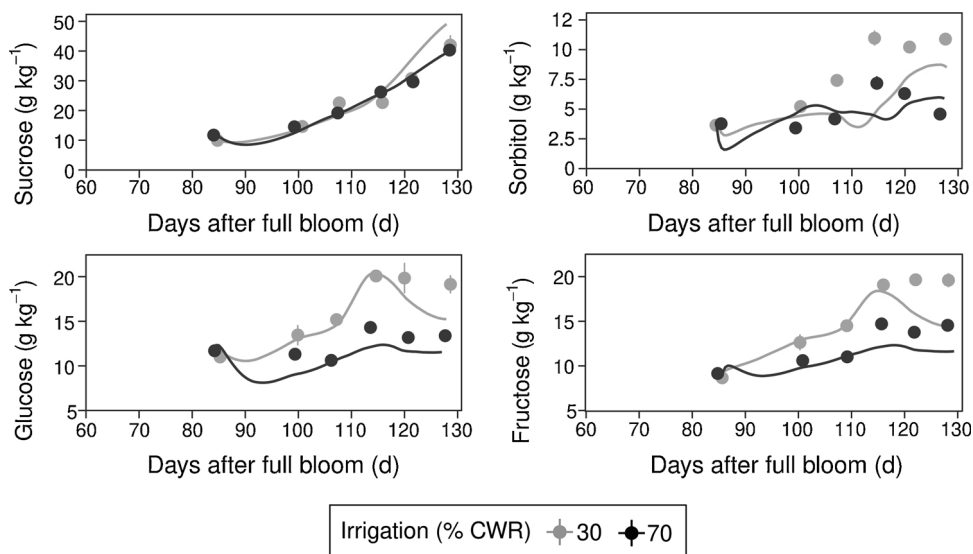 Sucrose (g kg⁻¹)
50
40
30
20
10
0
60 70 80 90 100 110 120 130
Days after full bloom (d)
Sorbitol (g kg⁻¹)
12
10
7.5
5
2.5
0
60 70 80 90 100 110 120 130
Days after full bloom (d)
Glucose (g kg⁻¹)
20
15
10
5
60 70 80 90 100 110 120 130
Days after full bloom (d)
Fructose (g kg⁻¹)
20
15
10
5
60 70 80 90 100 110 120 130
Days after full bloom (d)
Irrigation (% CWR) 30 70